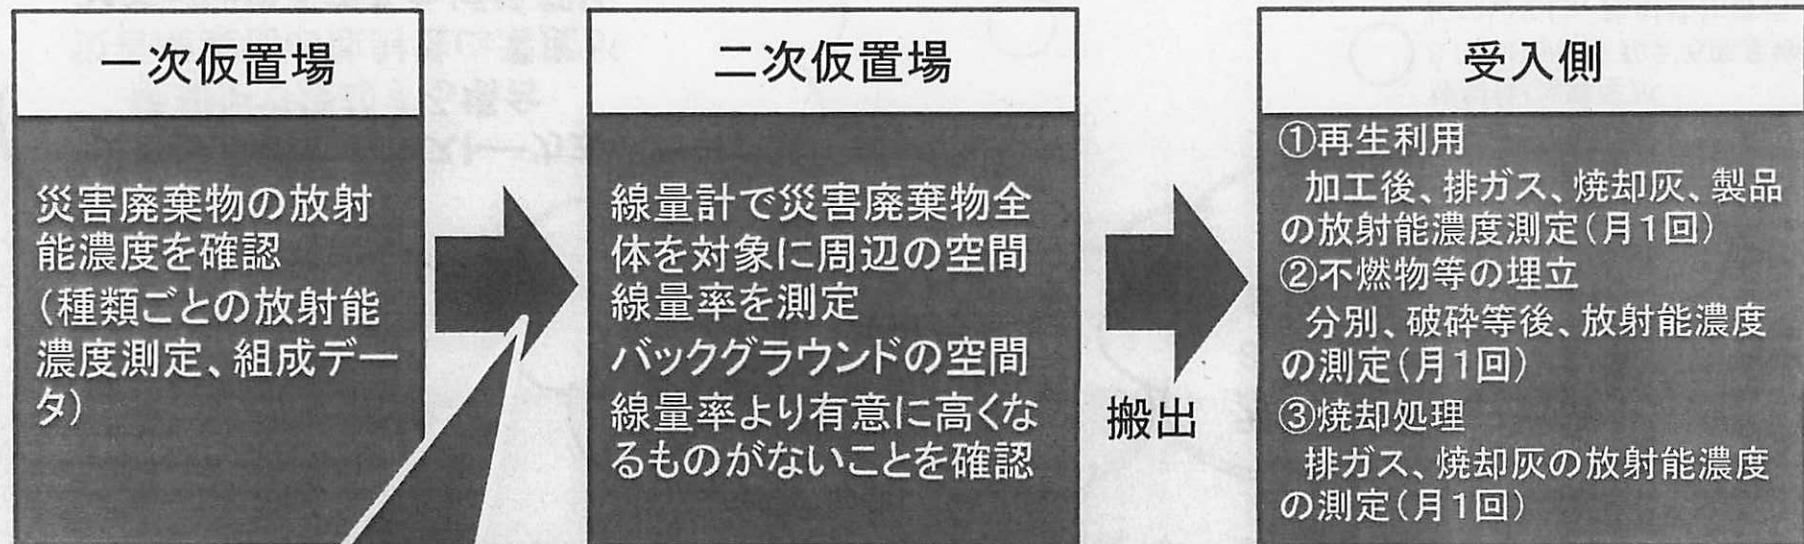 一次仮置場
災害廃棄物の放射
能濃度を確認
（種類ごとの放射能
濃度測定、組成デー
タ）
二次仮置場
線量計で災害廃棄物全
体を対象に周辺の空間
線量率を測定
バックグラウンドの空間
線量率より有意に高くな
るものがないことを確認
搬出
受入側
①再生利用
加工後、排ガス、焼却灰、製品
の放射能濃度測定（月1回）
②不燃物等の埋立
分別、破砕等後、放射能濃度
の測定（月1回）
③焼却処理
排ガス、焼却灰の放射能濃度
の測定（月1回）